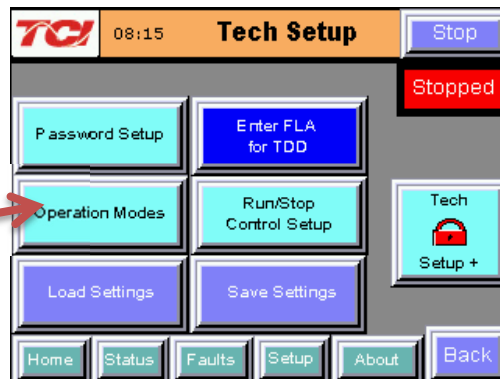 TCI
08:15
Tech Setup
Stop
Stopped
Password Setup
Enter FLA
for TDD
Operation Modes
Run/Stop
Control Setup
Tech
Setup +
Load Settings
Save Settings
Home
Status
Faults
Setup
About
Back